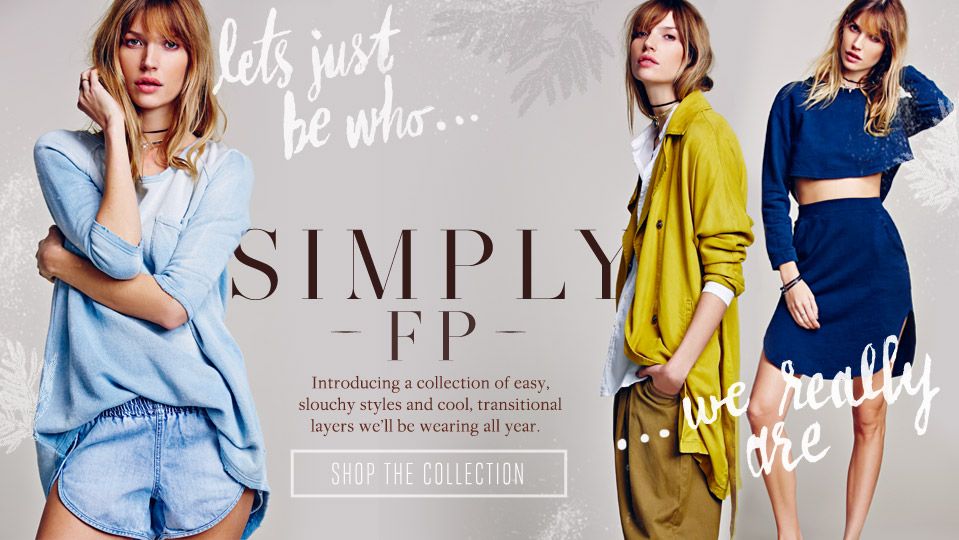 lets just
be who...
SIMPLY
– FP –
Introducing a collection of easy,
slouchy styles and cool, transitional
layers we'll be wearing all year.
SHOP THE COLLECTION
...we really
are